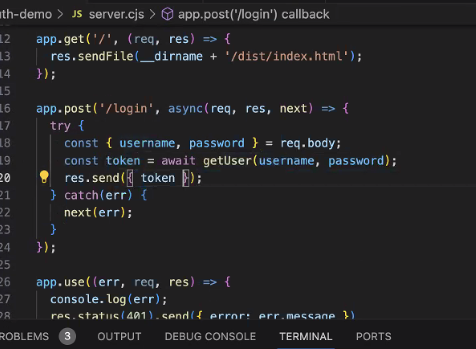 uth-demo > JS server.cjs > app.post('/login') callback
12 app.get('/', (req, res) => {
13 res.sendFile(__dirname + '/dist/index.html');
14 });
15
16 app.post('/login', async(req, res, next) => {
17 try {
18 const { username, password } = req.body;
19 const token = await getUser(username, password);
20 res.send({ token });
21 } catch(err) {
22 next(err);
23 }
24 });
25
26 app.use((err, req, res) => {
27 console.log(err);
28 res.status(401).send({ error: err.message })
ROBLEMS 3 OUTPUT DEBUG CONSOLE TERMINAL PORTS